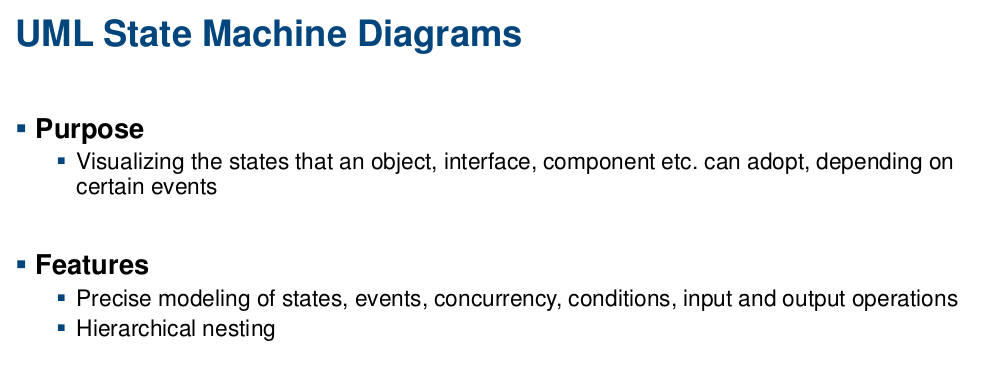 UML State Machine Diagrams
▪ Purpose
▪ Visualizing the states that an object, interface, component etc. can adopt, depending on
certain events
▪ Features
▪ Precise modeling of states, events, concurrency, conditions, input and output operations
▪ Hierarchical nesting